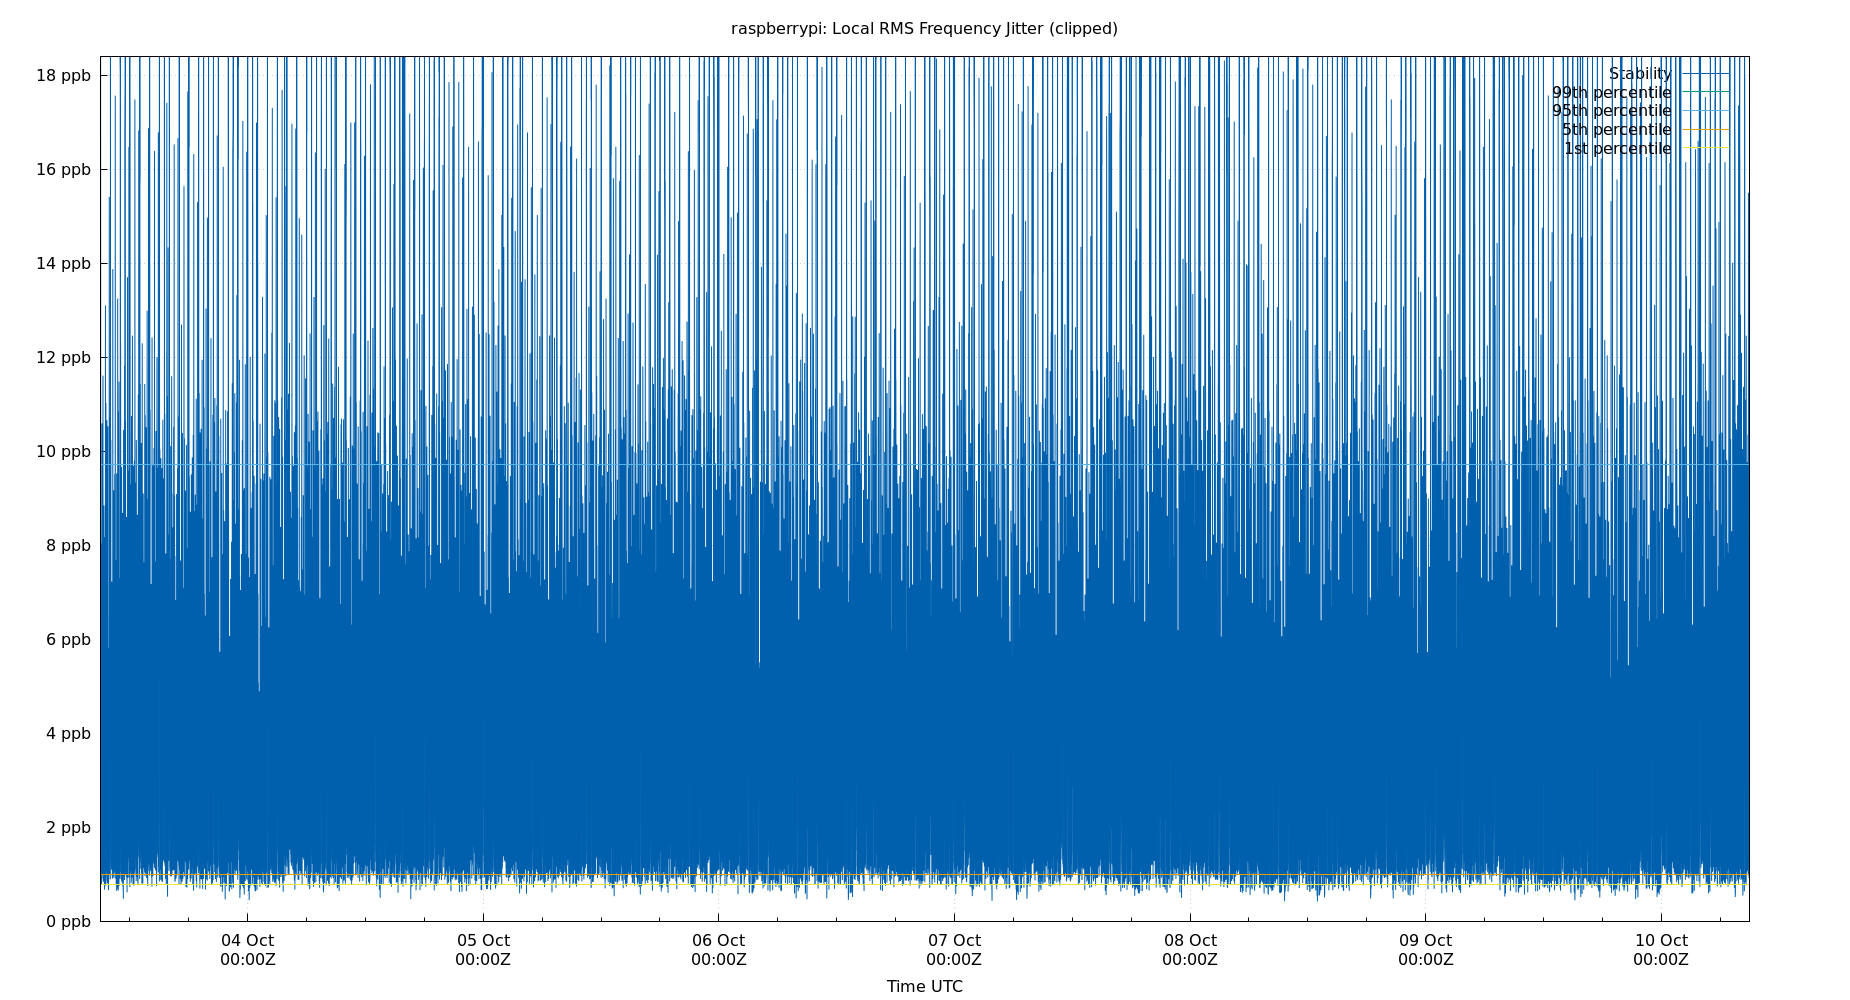 raspberrypi: Local RMS Frequency Jitter (clipped)
18 ppb
16 ppb
14 ppb
12 ppb
10 ppb
8 ppb
6 ppb
4 ppb
2 ppb
0 ppb
Stability
99th percentile
95th percentile
5th percentile
1st percentile
04 Oct
00:00Z
05 Oct
00:00Z
06 Oct
00:00Z
07 Oct
00:00Z
08 Oct
00:00Z
09 Oct
00:00Z
10 Oct
00:00Z
Time UTC